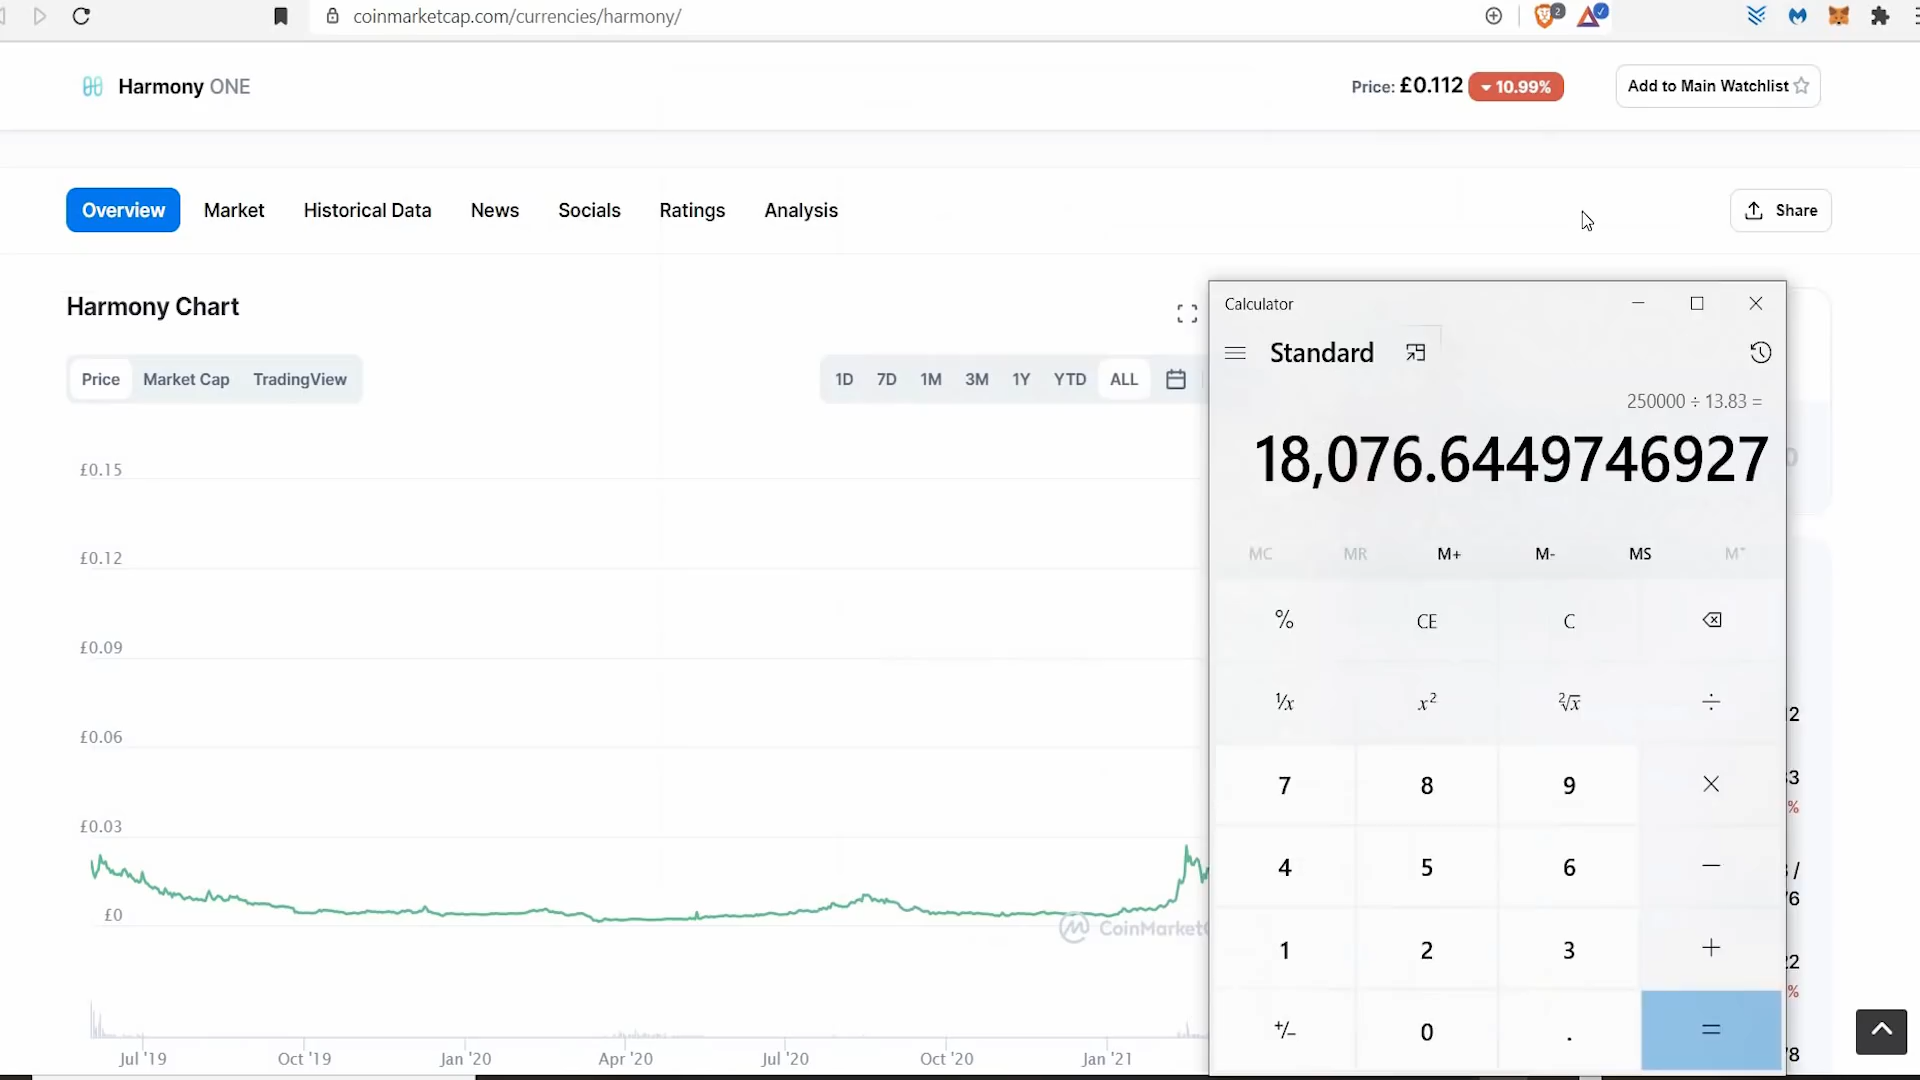 coinmarketcap.com/currencies/harmony/
2
Harmony ONE
Price: £0.112 10.99%
Add to Main Watchlist
Overview Market Historical Data News Socials Ratings Analysis
Share
Harmony Chart
Price Market Cap TradingView
1D 7D 1M 3M 1Y YTD ALL
£0.15
£0.12
£0.09
£0.06
£0.03
£0
CoinMarketC
Jul '19 Oct '19 Jan '20 Apr '20 Jul '20 Oct '20 Jan '21
Calculator
Standard
250000 ÷ 13.83 =
18,076.6449746927
MC MR M+ M- MS M˅
% CE C
¹/x x² ²√x ÷
7 8 9 ×
4 5 6 −
1 2 3 +
+/− 0 . =
%
/
%